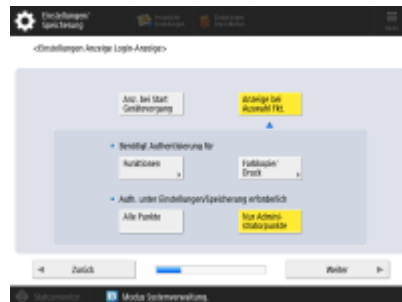 Einstellungen/
Speicherung
<Einstellungen Anzeige Login-Anzeige>
Anz. bei Start
Gerätevorgang
Anzeige bei
Auswahl Fkt.
Benötigt Authentisierung für
Funktionen
Farbkopie/
Druck
Auth. unter Einstellungen/Speicherung erforderlich
Alle Punkte
Nur Admini-
stratorpunkte
Zurück
Weiter
Statusmonitor
Modus Systemverwaltung.